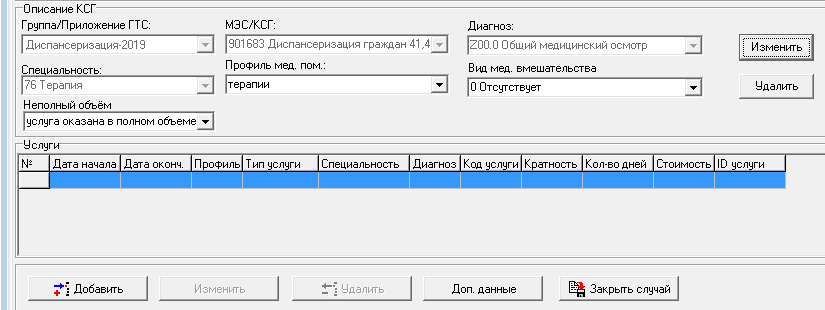 Описание КСГ
Группа/Приложение ГТС: МЭС/КСГ: Диагноз:
Диспансеризация-2019 901683 Диспансеризация граждан 41,4 Z00.0 Общий медицинский осмотр Изменить
Специальность: Профиль мед. пом.: Вид мед. вмешательства
76 Терапия терапии 0 Отсутствует Удалить
Неполный объём
услуга оказана в полном объеме
Услуги
№ Дата начала Дата оконч. Профиль Тип услуги Специальность Диагноз Код услуги Кратность Кол-во дней Стоимость ID услуги
Добавить Изменить Удалить Доп. данные Закрыть случай